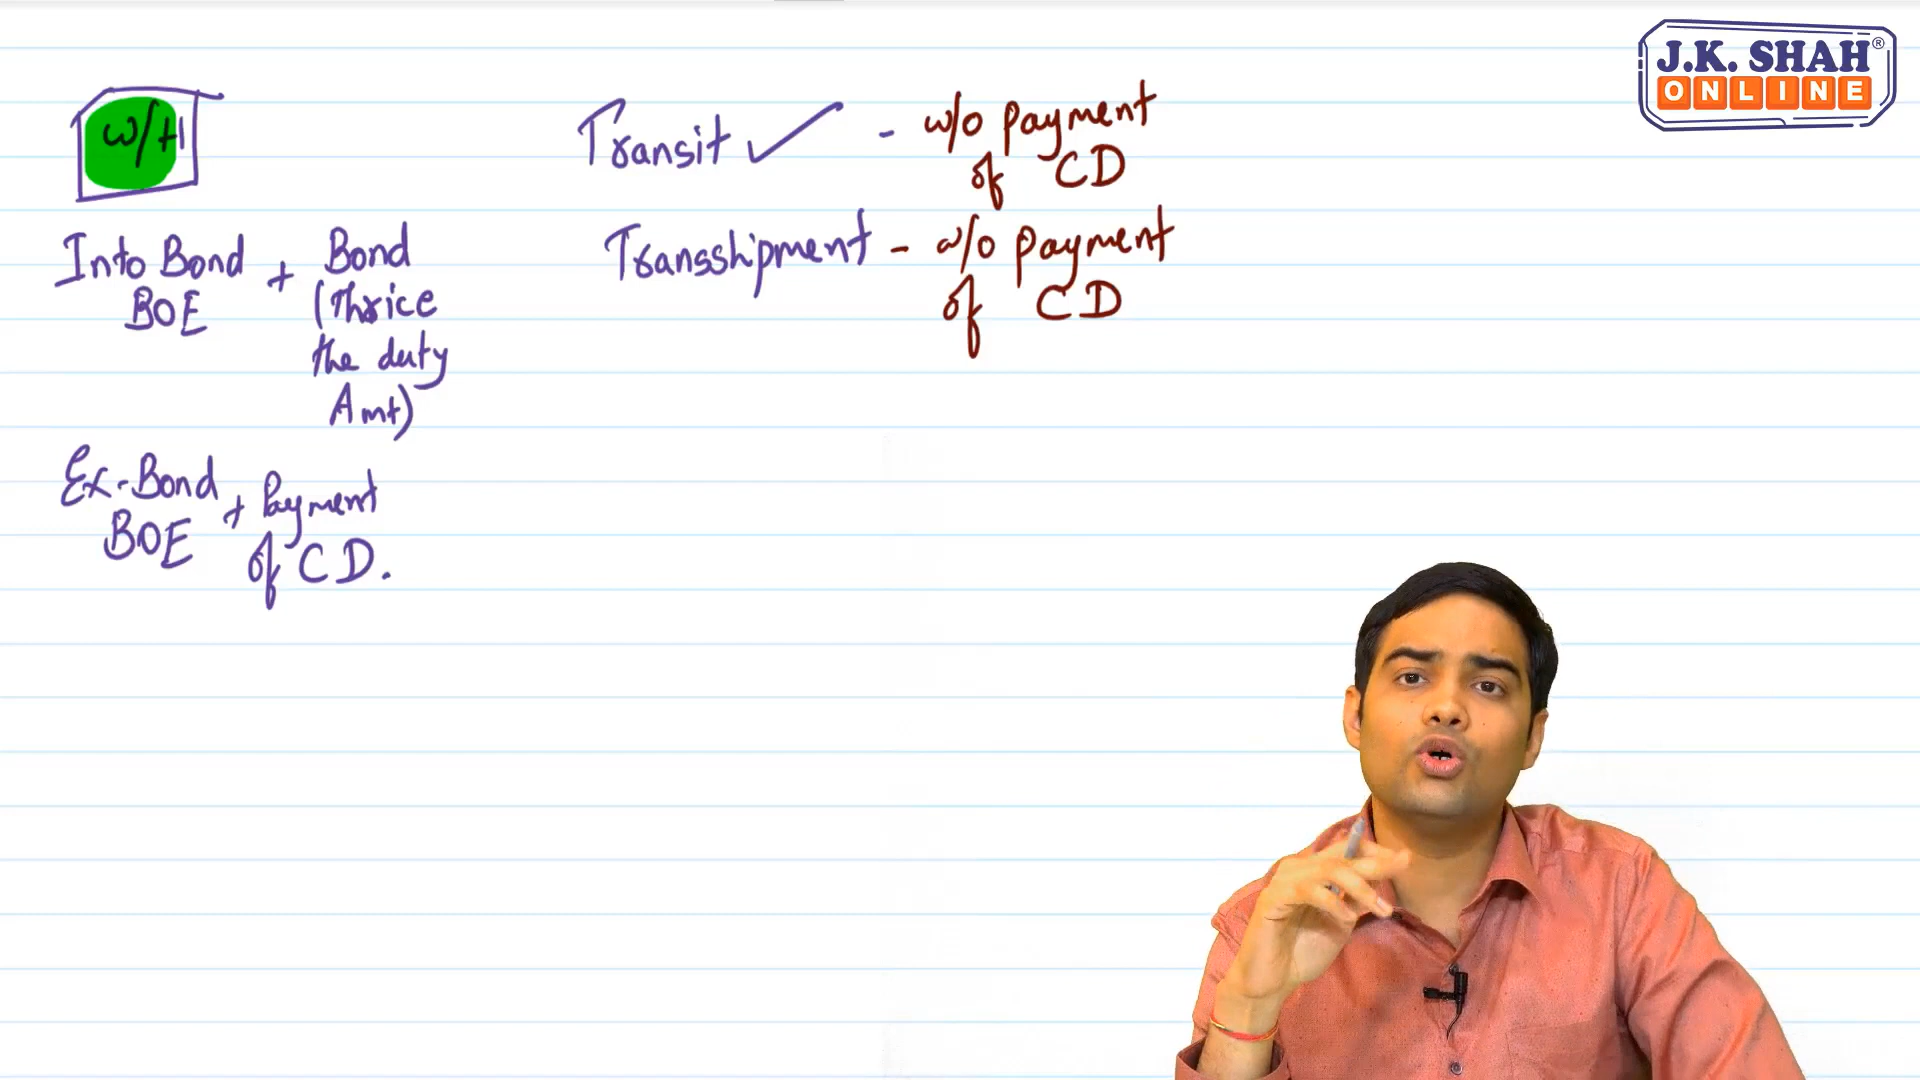 J.K. SHAH®
ONLINE
W/H
Into Bond + Bond
BOE (Thrice
the duty
Amt)
Ex-Bond + Payment
BOE of CD.
Transit ✓ - w/o payment
of CD
Transshipment - w/o payment
of CD